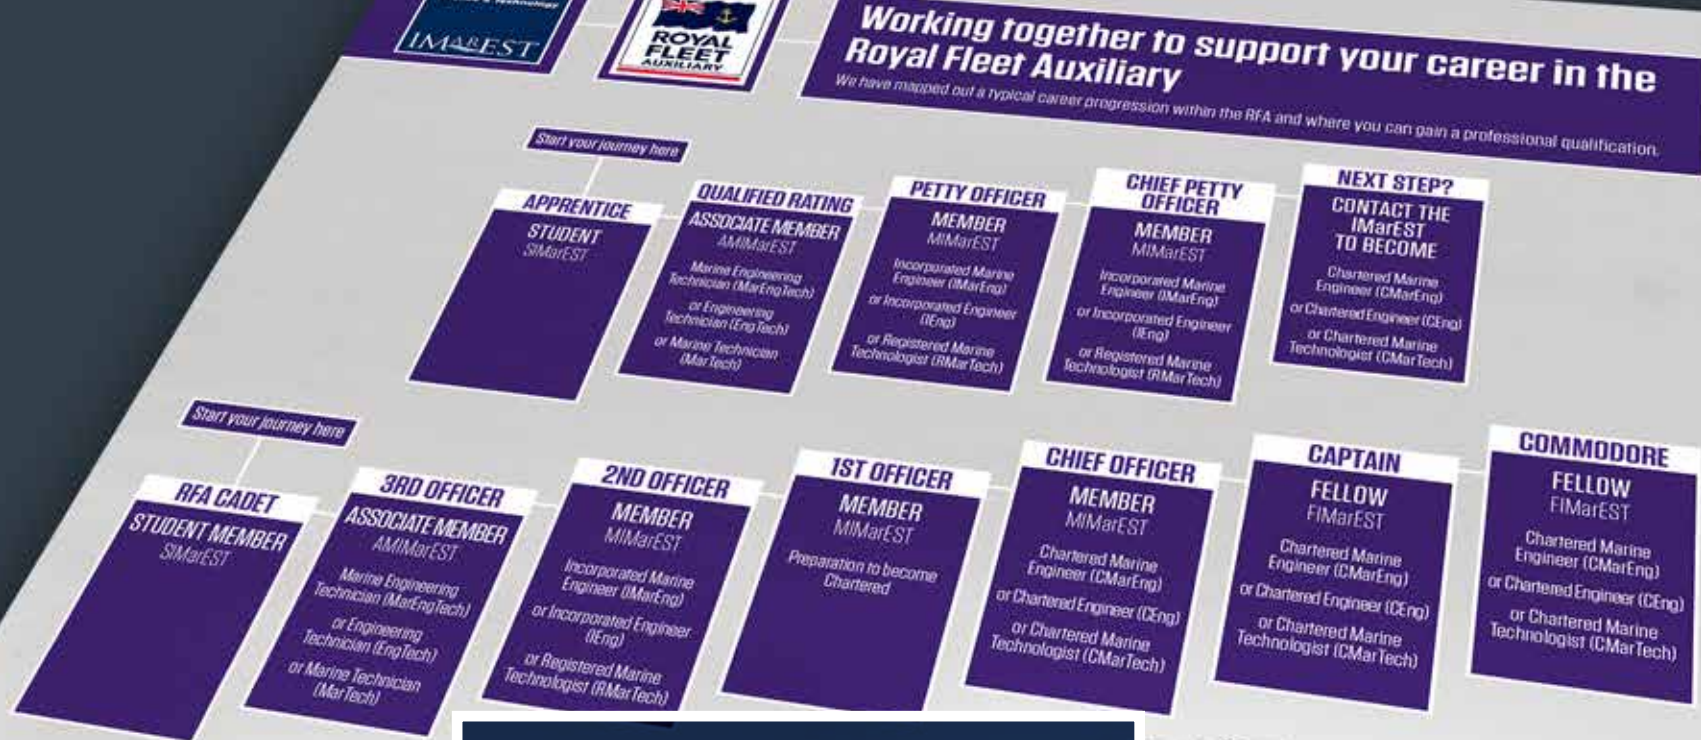 & Technology
IMarEST
ROYAL
FLEET
AUXILIARY
Working together to support your career in the
Royal Fleet Auxiliary
We have mapped out a typical career progression within the RFA and where you can gain a professional qualification.
Start your journey here
APPRENTICE
STUDENT
SIMarEST
QUALIFIED RATING
ASSOCIATE MEMBER
AMIMarEST
Marine Engineering
Technician (MarEngTech)
or Engineering
Technician (EngTech)
or Marine Technician
(MarTech)
PETTY OFFICER
MEMBER
MIMarEST
Incorporated Marine
Engineer (IMarEng)
or Incorporated Engineer
(IEng)
or Registered Marine
Technologist (RMarTech)
CHIEF PETTY
OFFICER
MEMBER
MIMarEST
Incorporated Marine
Engineer (IMarEng)
or Incorporated Engineer
(IEng)
or Registered Marine
Technologist (RMarTech)
NEXT STEP?
CONTACT THE
IMarEST
TO BECOME
Chartered Marine
Engineer (CMarEng)
or Chartered Engineer (CEng)
or Chartered Marine
Technologist (CMarTech)
Start your journey here
RFA CADET
STUDENT MEMBER
SIMarEST
3RD OFFICER
ASSOCIATE MEMBER
AMIMarEST
Marine Engineering
Technician (MarEngTech)
or Engineering
Technician (EngTech)
or Marine Technician
(MarTech)
2ND OFFICER
MEMBER
MIMarEST
Incorporated Marine
Engineer (IMarEng)
or Incorporated Engineer
(IEng)
or Registered Marine
Technologist (RMarTech)
1ST OFFICER
MEMBER
MIMarEST
Preparation to become
Chartered
CHIEF OFFICER
MEMBER
MIMarEST
Chartered Marine
Engineer (CMarEng)
or Chartered Engineer (CEng)
or Chartered Marine
Technologist (CMarTech)
CAPTAIN
FELLOW
FIMarEST
Chartered Marine
Engineer (CMarEng)
or Chartered Engineer (CEng)
or Chartered Marine
Technologist (CMarTech)
COMMODORE
FELLOW
FIMarEST
Chartered Marine
Engineer (CMarEng)
or Chartered Engineer (CEng)
or Chartered Marine
Technologist (CMarTech)